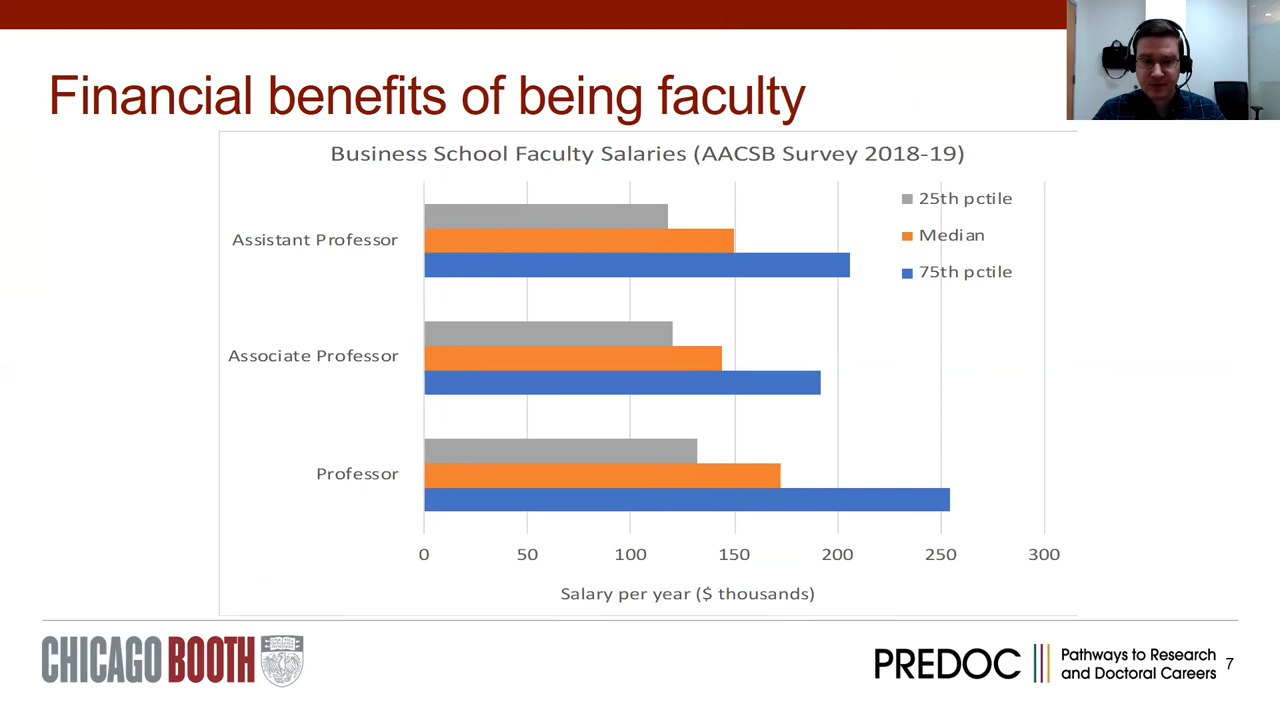 Financial benefits of being faculty
Business School Faculty Salaries (AACSB Survey 2018-19)
25th pctile
Median
75th pctile
Assistant Professor
Associate Professor
Professor
0 50 100 150 200 250 300
Salary per year ($ thousands)
CHICAGO BOOTH
PREDOC
Pathways to Research
and Doctoral Careers
7